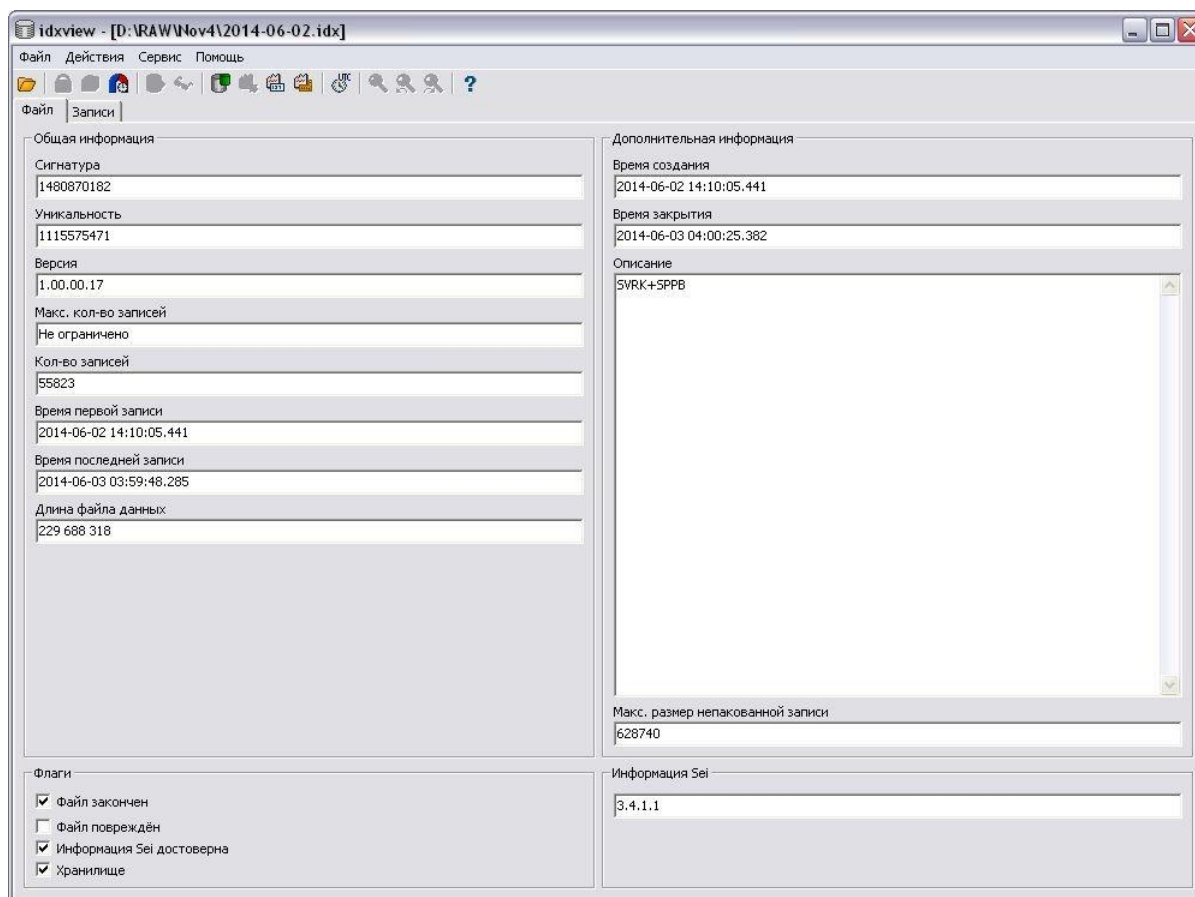 idxview - [D:\RAW\Nov4\2014-06-02.idx]
Файл Действия Сервис Помощь
UTC ?
Файл Записи
Общая информация
Сигнатура
1480870182
Уникальность
1115575471
Версия
1.00.00.17
Макс. кол-во записей
Не ограничено
Кол-во записей
55823
Время первой записи
2014-06-02 14:10:05.441
Время последней записи
2014-06-03 03:59:48.285
Длина файла данных
229 688 318
Дополнительная информация
Время создания
2014-06-02 14:10:05.441
Время закрытия
2014-06-03 04:00:25.382
Описание
SVRK+SPPB
Макс. размер непакованной записи
628740
Флаги
Файл закончен
Файл повреждён
Информация Sei достоверна
Хранилище
Информация Sei
3.4.1.1